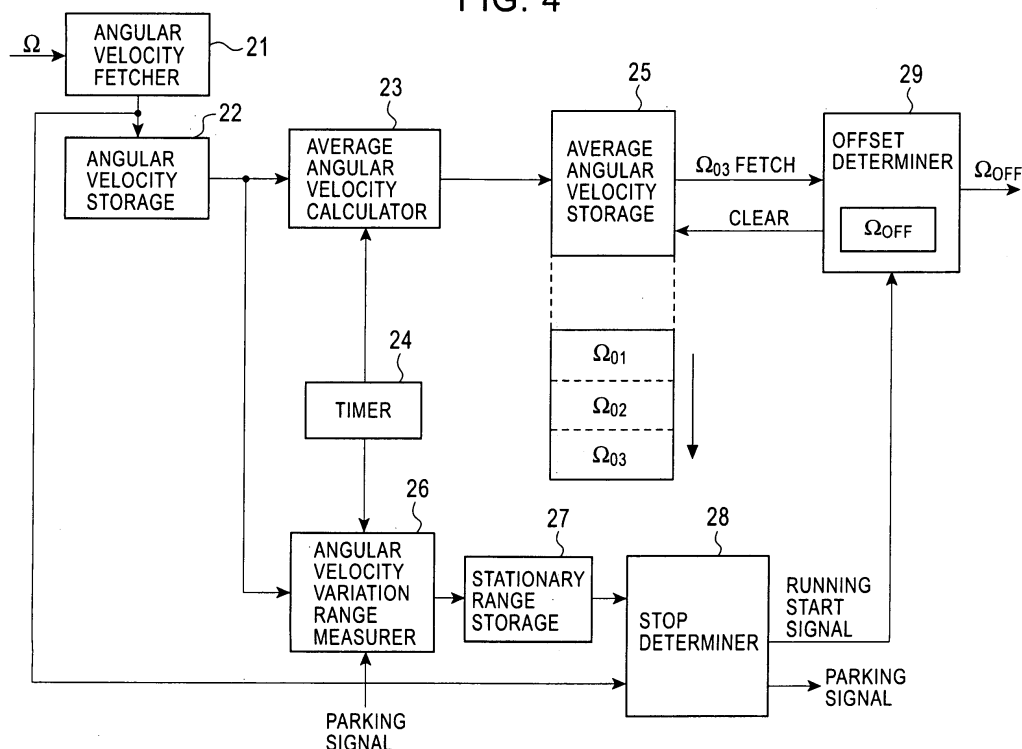 FIG. 4
Ω
ANGULAR
VELOCITY
FETCHER
21
22
ANGULAR
VELOCITY
STORAGE
23
AVERAGE
ANGULAR
VELOCITY
CALCULATOR
25
AVERAGE
ANGULAR
VELOCITY
STORAGE
Ω03 FETCH
CLEAR
29
OFFSET
DETERMINER
ΩOFF
ΩOFF
24
TIMER
Ω01
Ω02
Ω03
26
ANGULAR
VELOCITY
VARIATION
RANGE
MEASURER
27
STATIONARY
RANGE
STORAGE
28
STOP
DETERMINER
RUNNING
START
SIGNAL
PARKING
SIGNAL
PARKING
SIGNAL